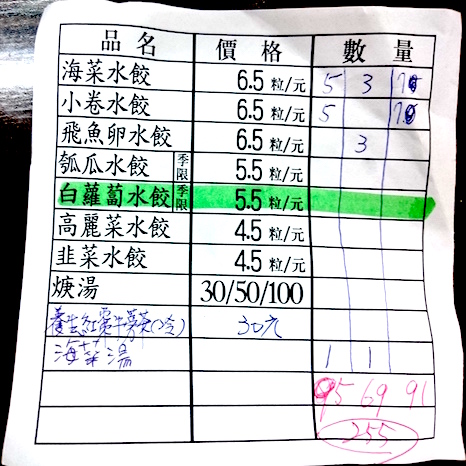 品名 價格 數量
海菜水餃 6.5 粒/元 5 3 7
小卷水餃 6.5 粒/元 5 7
飛魚卵水餃 6.5 粒/元 3
瓠瓜水餃 季限 5.5 粒/元
白蘿蔔水餃 季限 5.5 粒/元
高麗菜水餃 4.5 粒/元
韭菜水餃 4.5 粒/元
焿湯 30/50/100
養生紅棗牛蒡茶(冷) 30元
海菜湯 1 1
95 69 91
255